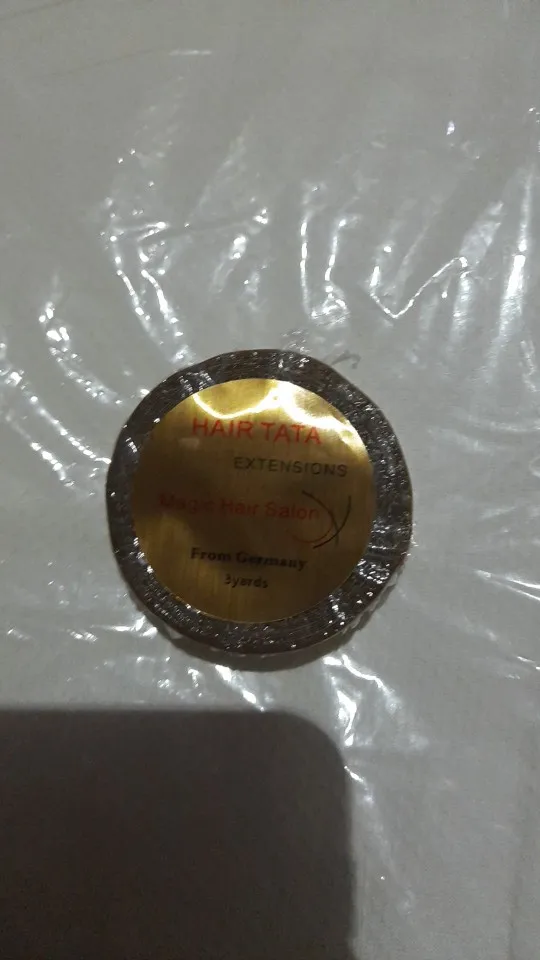 HAIR TATA
EXTENSIONS
Magic Hair Salon
From Germany
3yards